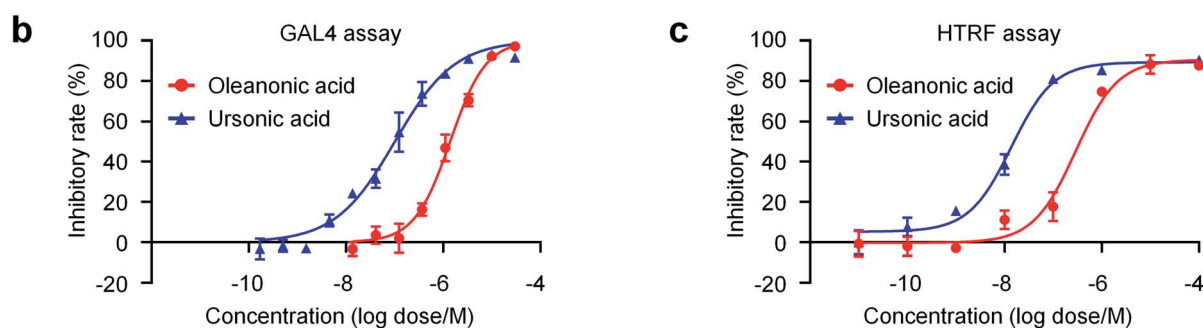 b
GAL4 assay
100
80
60
40
20
0
-20
Inhibitory rate (%)
Oleanonic acid
Ursonic acid
-10
-8
-6
-4
Concentration (log dose/M)
c
HTRF assay
100
80
60
40
20
0
-20
Inhibitory rate (%)
Oleanonic acid
Ursonic acid
-10
-8
-6
-4
Concentration (log dose/M)